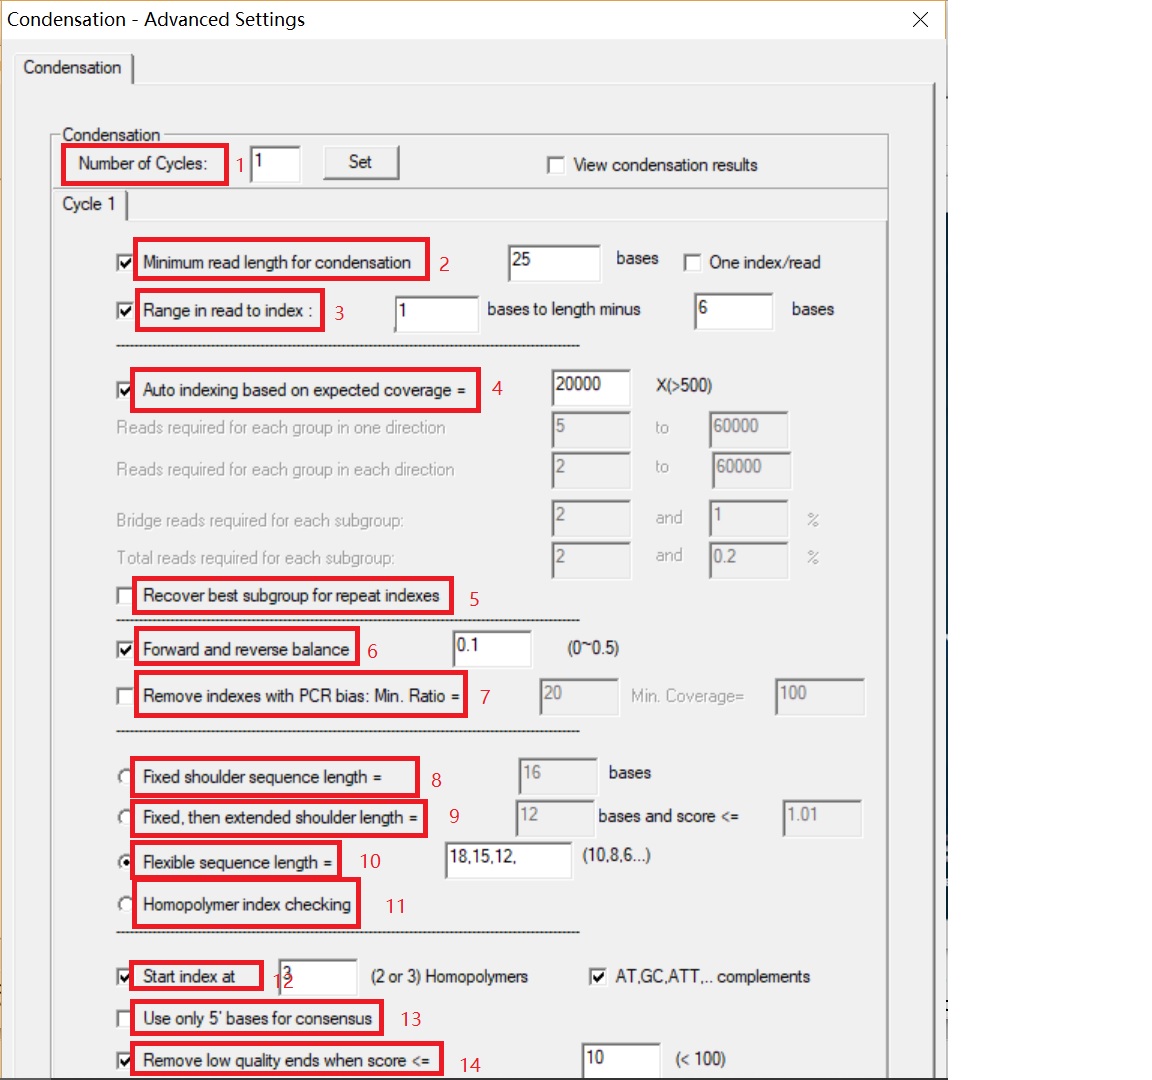 Condensation - Advanced Settings
Condensation
Condensation
Number of Cycles: 1 1 Set View condensation results
Cycle 1
Minimum read length for condensation 2 25 bases One index/read
Range in read to index : 3 1 bases to length minus 6 bases
Auto indexing based on expected coverage = 4 20000 X(>500)
Reads required for each group in one direction 5 to 60000
Reads required for each group in each direction 2 to 60000
Bridge reads required for each subgroup: 2 and 1 %
Total reads required for each subgroup: 2 and 0.2 %
Recover best subgroup for repeat indexes 5
Forward and reverse balance 6 0.1 (0~0.5)
Remove indexes with PCR bias: Min. Ratio = 7 20 Min. Coverage= 100
Fixed shoulder sequence length = 8 16 bases
Fixed, then extended shoulder length = 9 12 bases and score <= 1.01
Flexible sequence length = 10 18,15,12, (10,8,6...)
Homopolymer index checking 11
Start index at 12 (2 or 3) Homopolymers AT,GC,ATT,.. complements
Use only 5' bases for consensus 13
Remove low quality ends when score <= 14 10 (< 100)